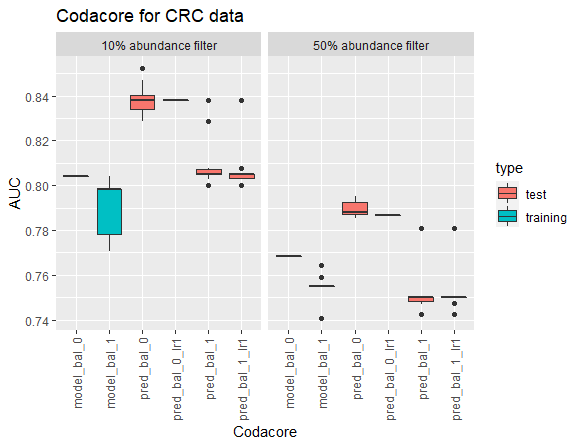 Codacore for CRC data
10% abundance filter
50% abundance filter
AUC
0.84
0.82
0.80
0.78
0.76
0.74
model_bal_0
model_bal_1
pred_bal_0
pred_bal_0_lr1
pred_bal_1
pred_bal_1_lr1
model_bal_0
model_bal_1
pred_bal_0
pred_bal_0_lr1
pred_bal_1
pred_bal_1_lr1
Codacore
type
test
training